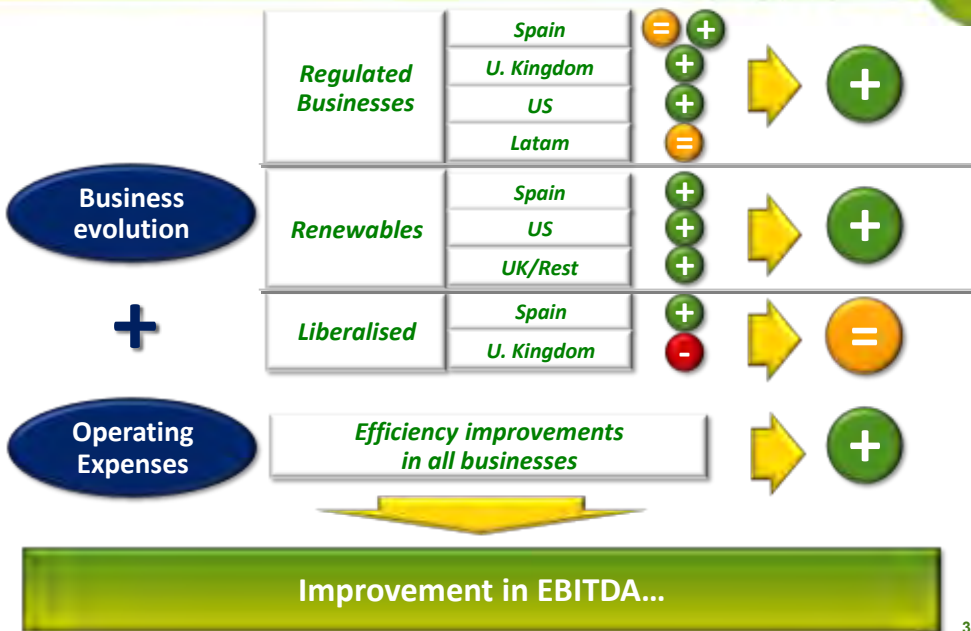 Spain
= +
Regulated
Businesses
U. Kingdom
+
+
US
+
Latam
=
Business
evolution
Spain
+
Renewables
US
+
+
UK/Rest
+
+
Liberalised
Spain
+
=
U. Kingdom
-
Operating
Expenses
Efficiency improvements
in all businesses
+
Improvement in EBITDA...
3